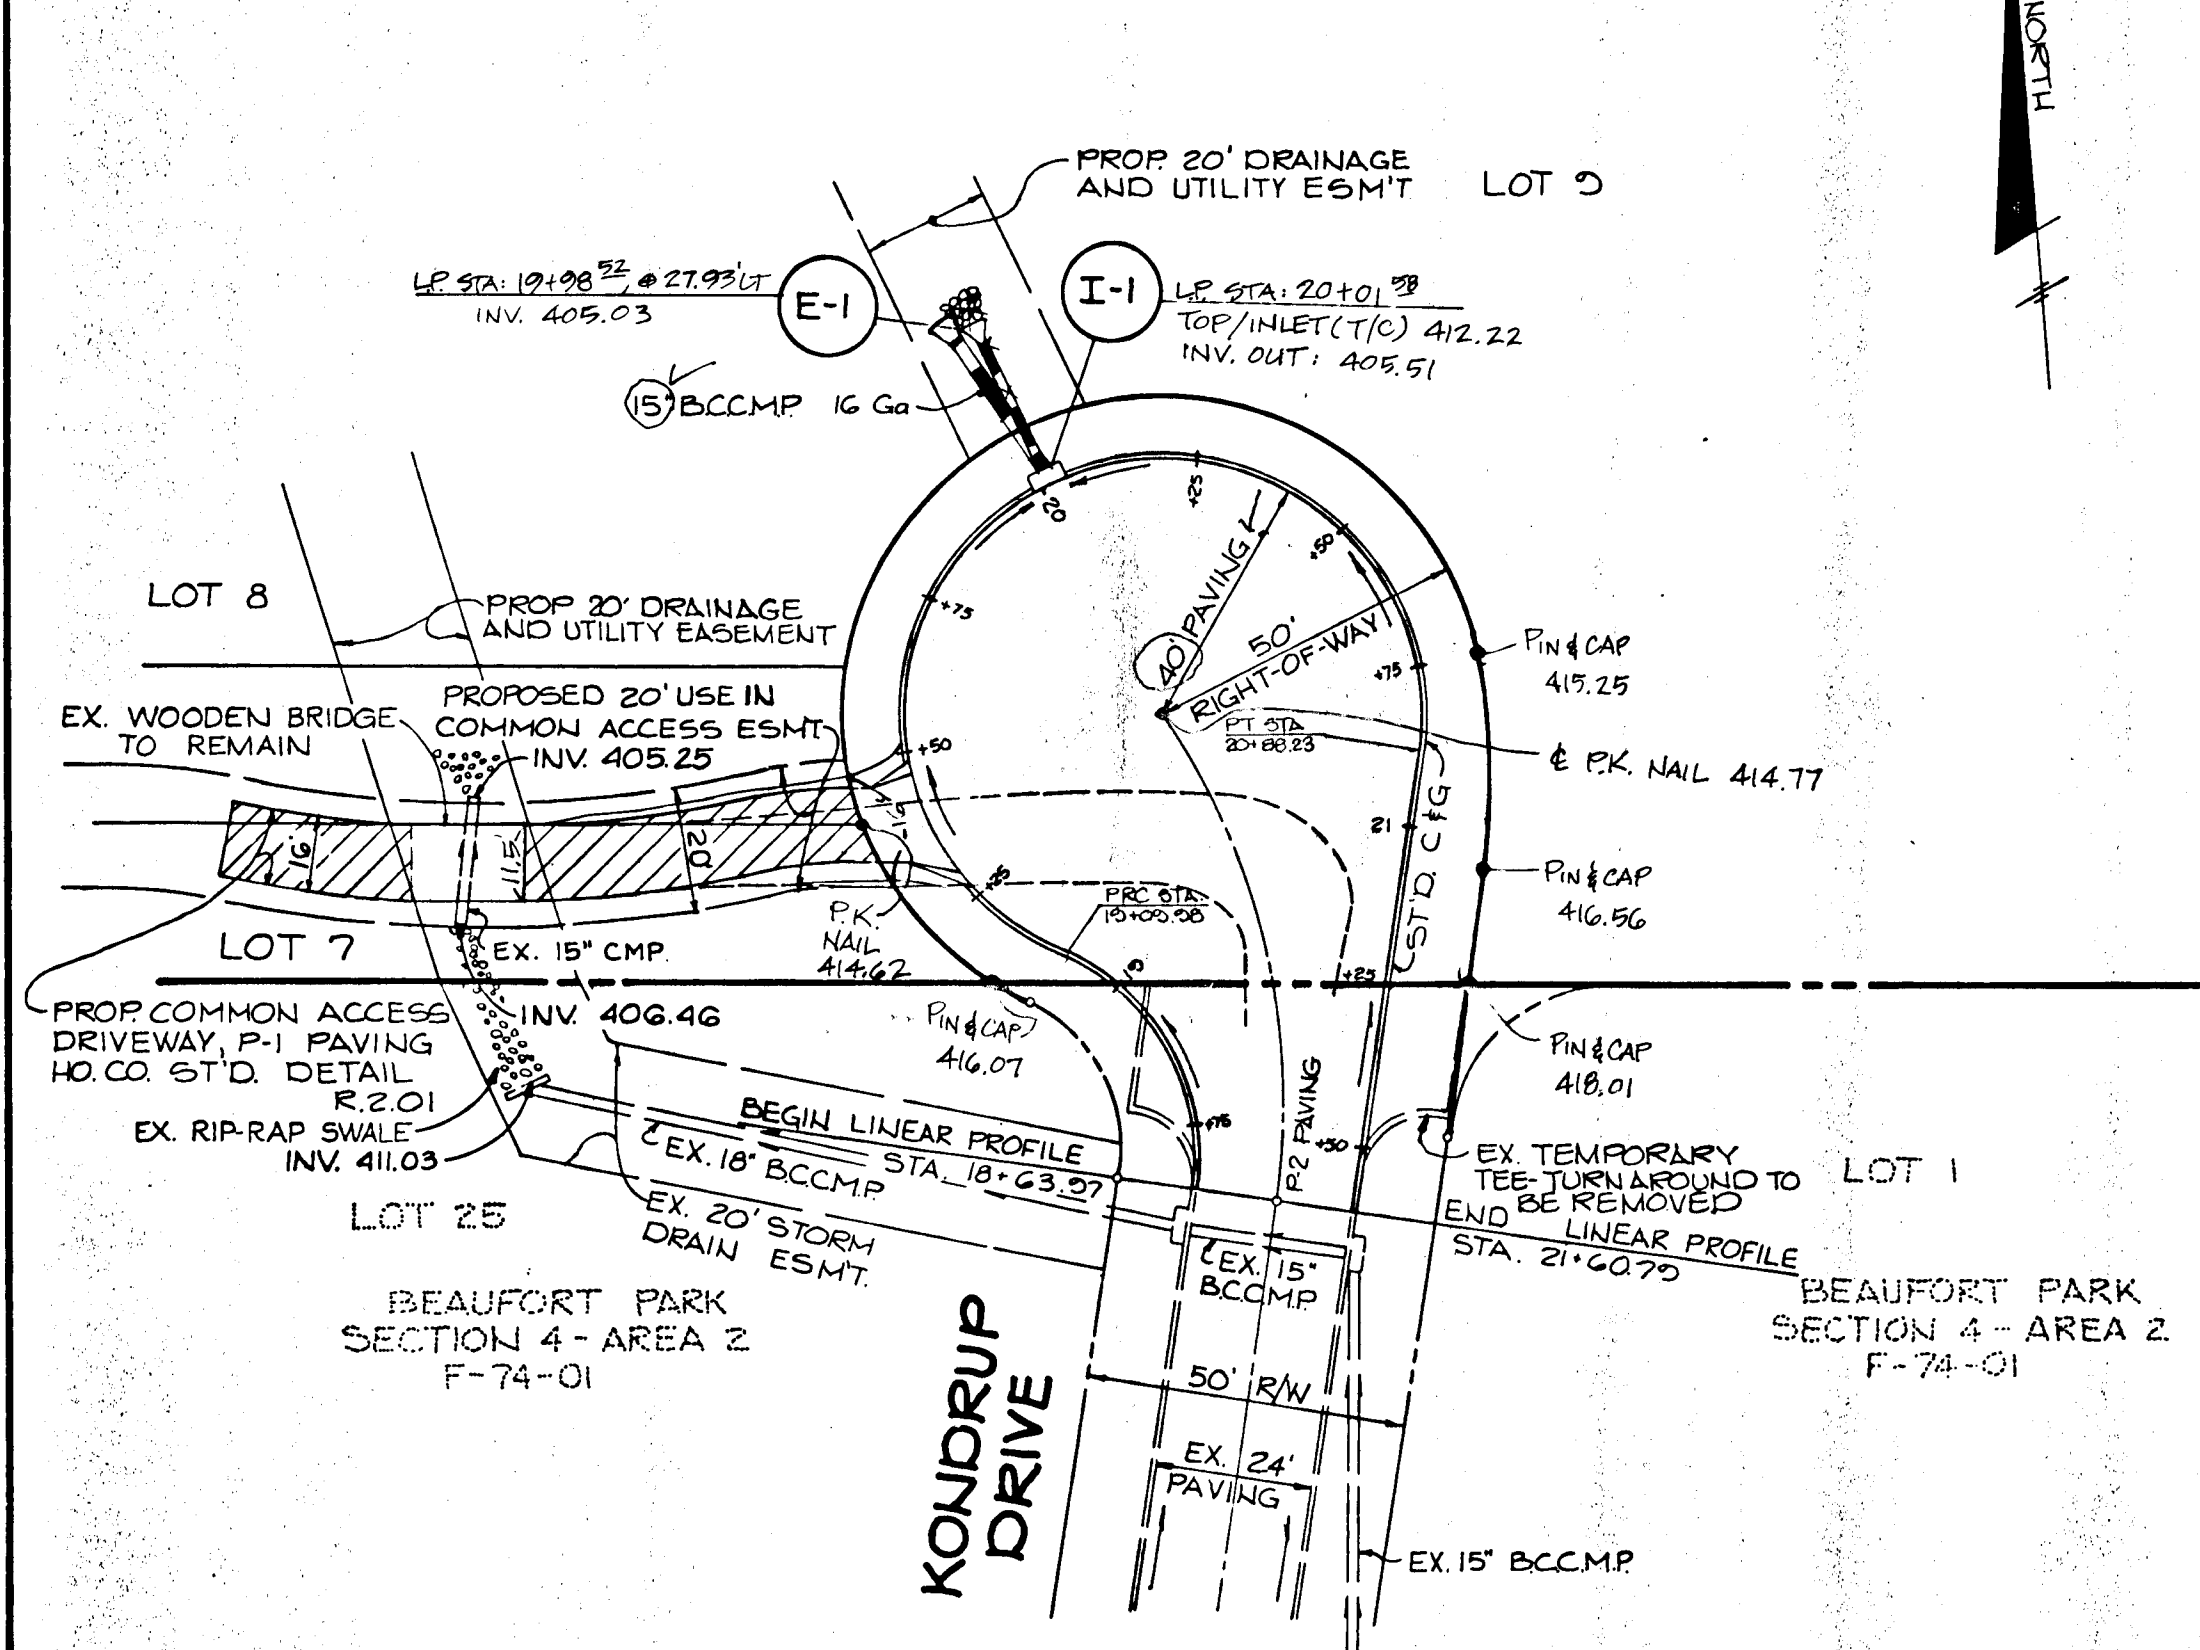 NORTH
PROP. 20' DRAINAGE
AND UTILITY ESM'T
LOT 9
L.P. STA: 19+98 52, @ 27.93' LT
INV. 405.03
E-1
I-1
L.P. STA: 20+01 58
TOP/INLET (T/C) 412.22
INV. OUT: 405.51
15" B.C.C.M.P. 16 Ga
20
+25
+50
+75
+75
+50
40' PAVING
50'
RIGHT-OF-WAY
PT STA
20+88.23
LOT 8
PROP 20' DRAINAGE
AND UTILITY EASEMENT
PIN & CAP
415.25
EX. WOODEN BRIDGE
TO REMAIN
PROPOSED 20' USE IN
COMMON ACCESS ESMT
INV. 405.25
℄ P.K. NAIL 414.77
16'
11.5'
20'
21
ST'D. C & G
+25
PRC STA.
19+09.98
PIN & CAP
416.56
P.K.
NAIL
414.62
LOT 7
EX. 15" CMP.
19
+25
PROP. COMMON ACCESS
DRIVEWAY, P-1 PAVING
HO. CO. ST'D. DETAIL
R.2.01
INV. 406.46
PIN & CAP
416.07
PIN & CAP
418.01
EX. RIP-RAP SWALE
INV. 411.03
BEGIN LINEAR PROFILE
STA. 18+63.97
EX. 18" B.C.C.M.P.
+75
P-2 PAVING
+50
EX. TEMPORARY
TEE-TURNAROUND TO
BE REMOVED
LOT 1
LOT 25
EX. 20' STORM
DRAIN ESM'T.
END LINEAR PROFILE
STA. 21+60.79
EX. 15"
B.C.C.M.P.
BEAUFORT PARK
SECTION 4 - AREA 2
F-74-01
BEAUFORT PARK
SECTION 4 - AREA 2
F-74-01
KONDRUP
DRIVE
50' R/W
EX. 24'
PAVING
EX. 15" B.C.C.M.P.